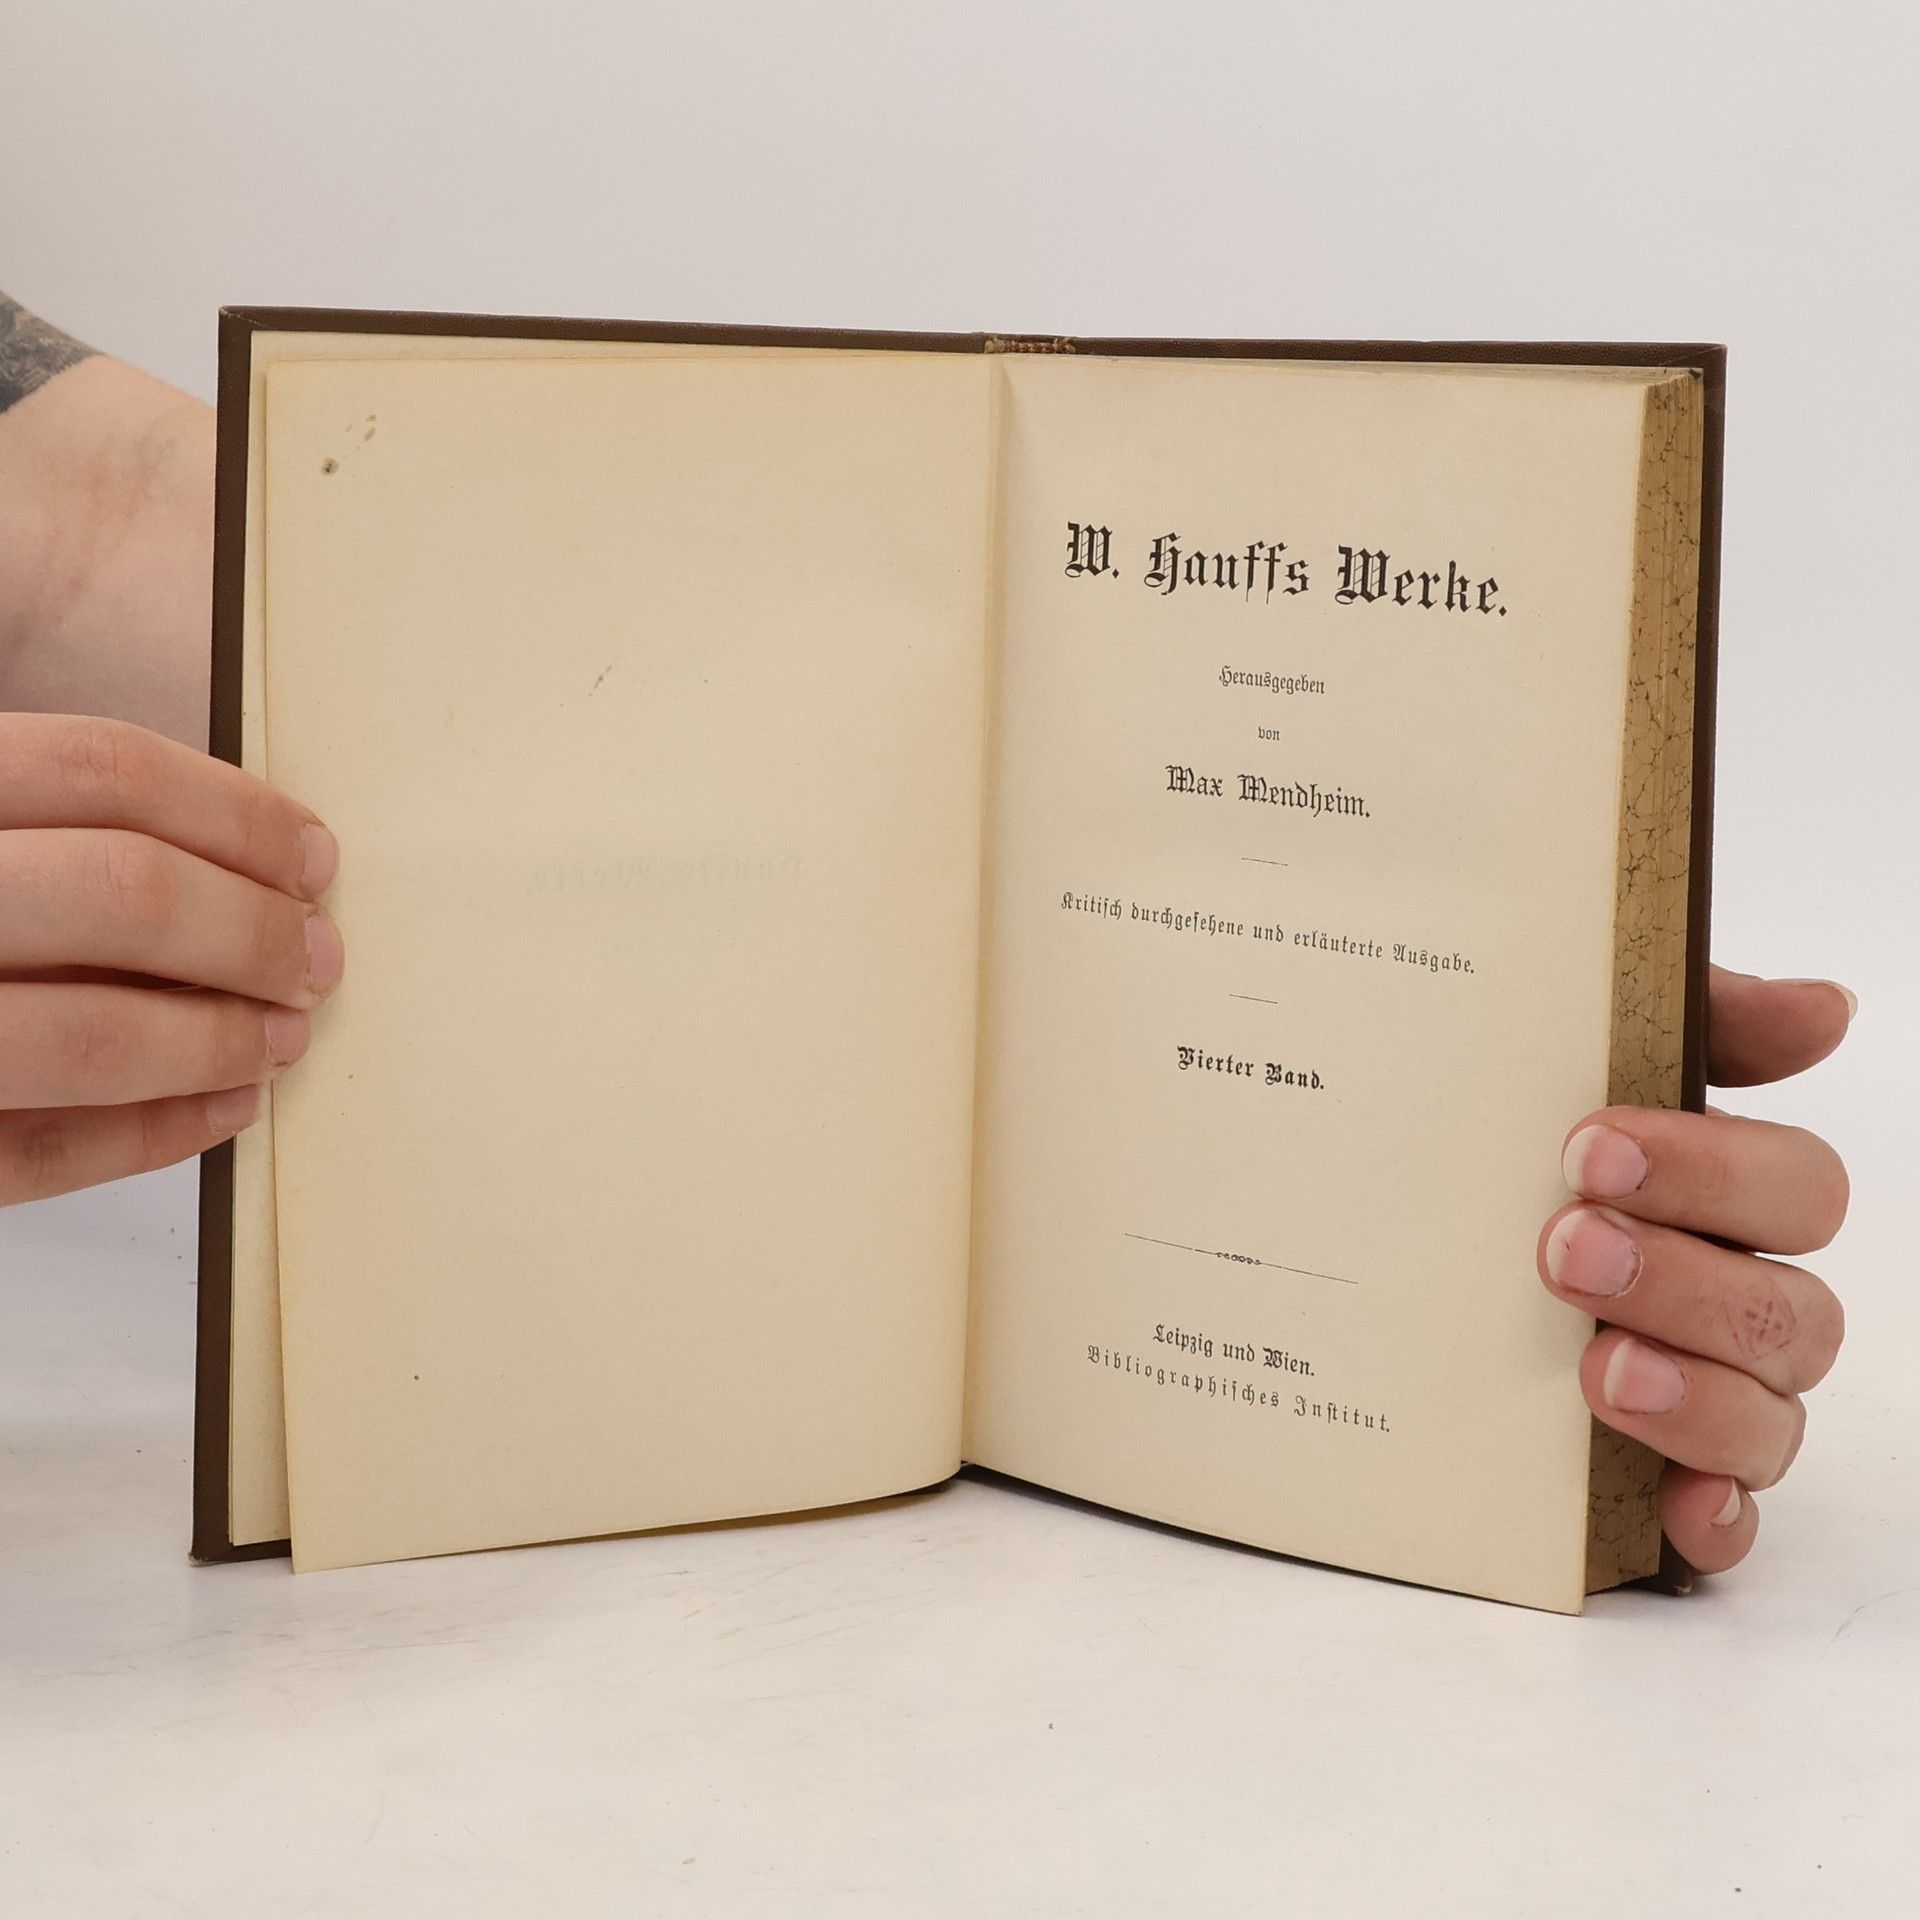 W. Hauffs Werke.
Herausgegeben
von
Max Mendheim.
Kritiſch durchgeſehene und erläuterte Ausgabe.
Vierter Band.
Leipzig und Wien.
Bibliographiſches Inſtitut.